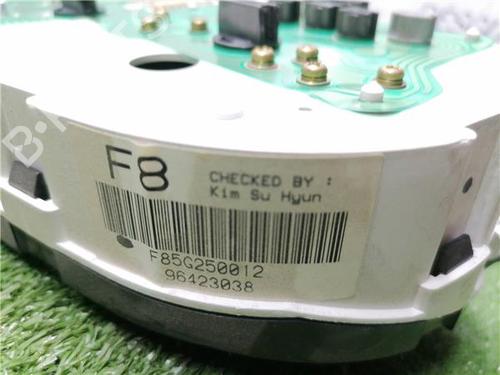 F8 CHECKED BY :
Kim Su Hyun
F85G250012
96423038